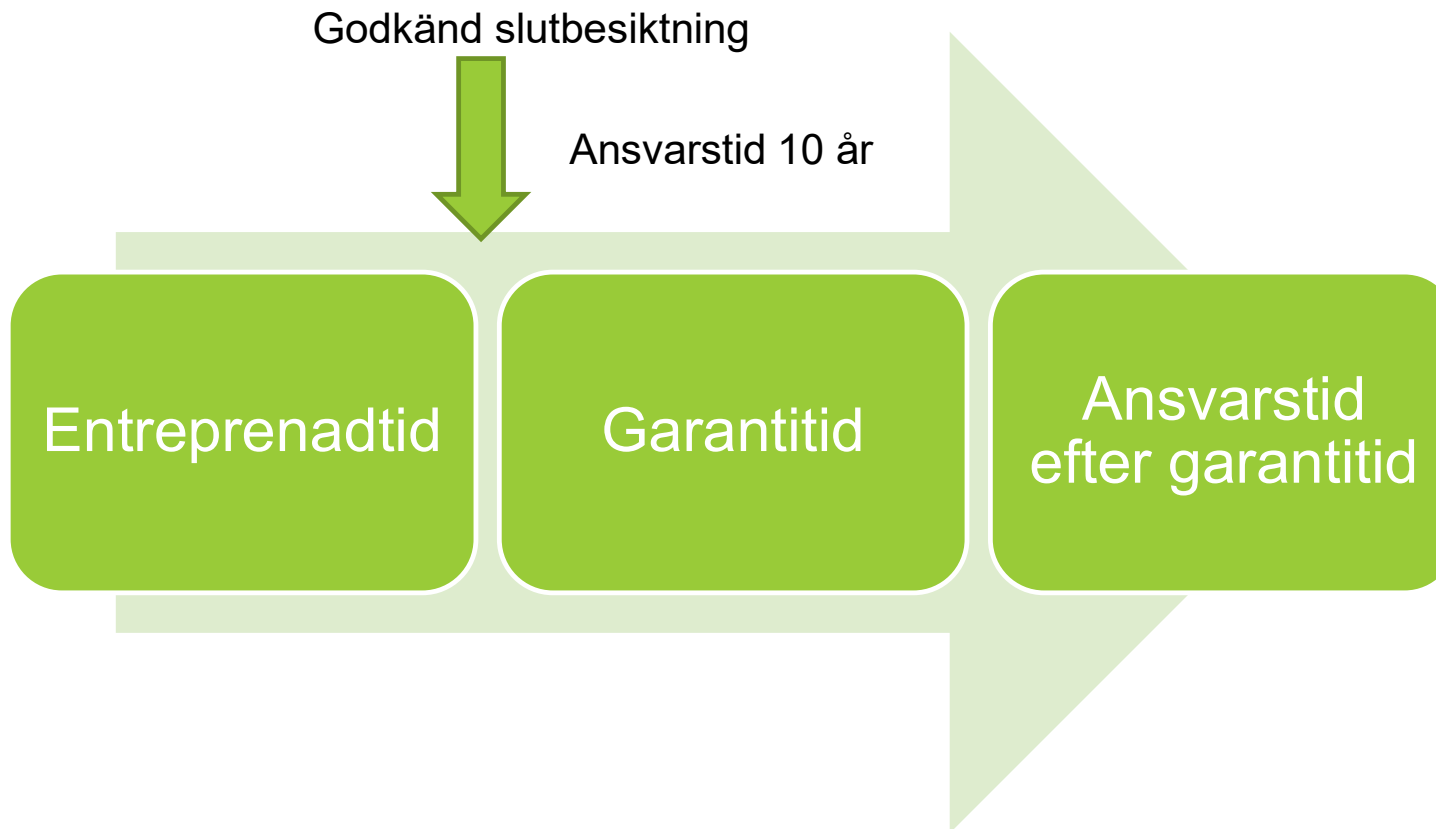 Godkänd slutbesiktning
Ansvarstid 10 år
Entreprenadtid
Garantitid
Ansvarstid
efter garantitid